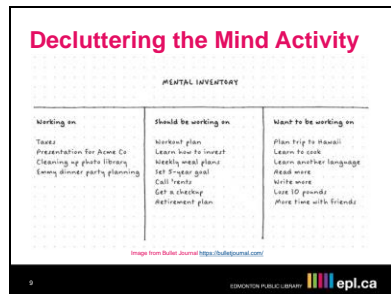 Decluttering the Mind Activity
MENTAL INVENTORY
Working on
Taxes
Presentation for Acme Co
Cleaning up photo library
Emmy dinner party planning
Should be working on
Workout plan
Learn how to invest
Weekly meal plans
Set 5-year goal
Call 'rents
Get a checkup
Retirement plan
Want to be working on
Plan trip to Hawaii
Learn to cook
Learn another language
Read more
Write more
Lose 10 pounds
More time with friends
Image from Bullet Journal https://bulletjournal.com/
9
EDMONTON PUBLIC LIBRARY epl.ca